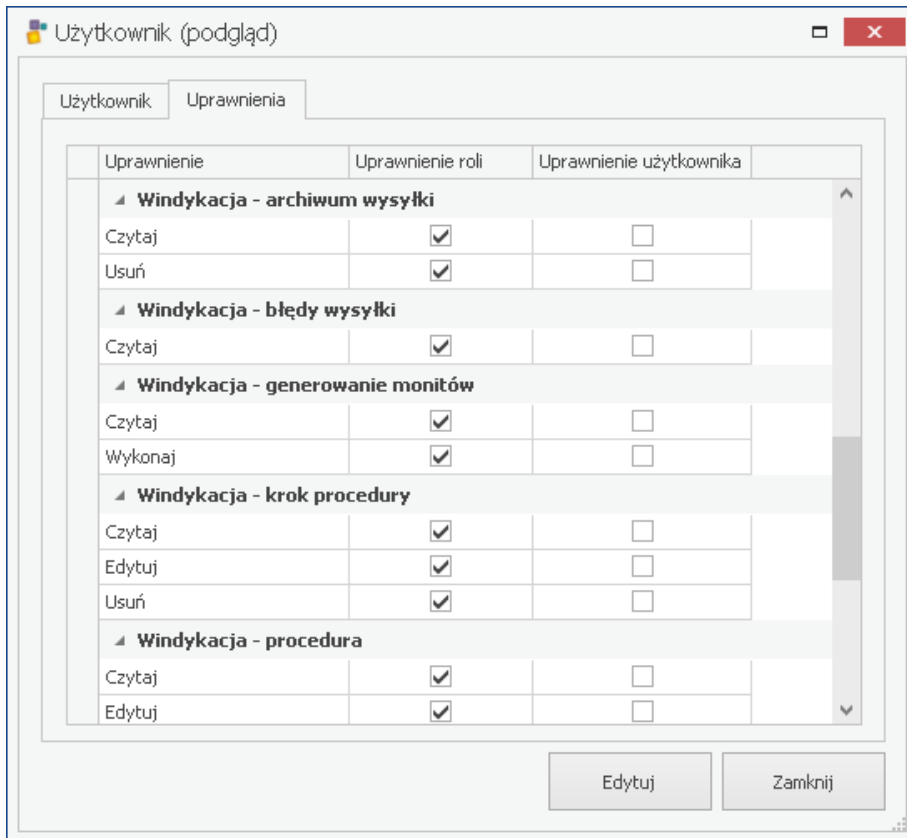 Użytkownik (podgląd)
Użytkownik Uprawnienia
Uprawnienie Uprawnienie roli Uprawnienie użytkownika
Windykacja - archiwum wysyłki
Czytaj
Usuń
Windykacja - błędy wysyłki
Czytaj
Windykacja - generowanie monitów
Czytaj
Wykonaj
Windykacja - krok procedury
Czytaj
Edytuj
Usuń
Windykacja - procedura
Czytaj
Edytuj
Edytuj Zamknij